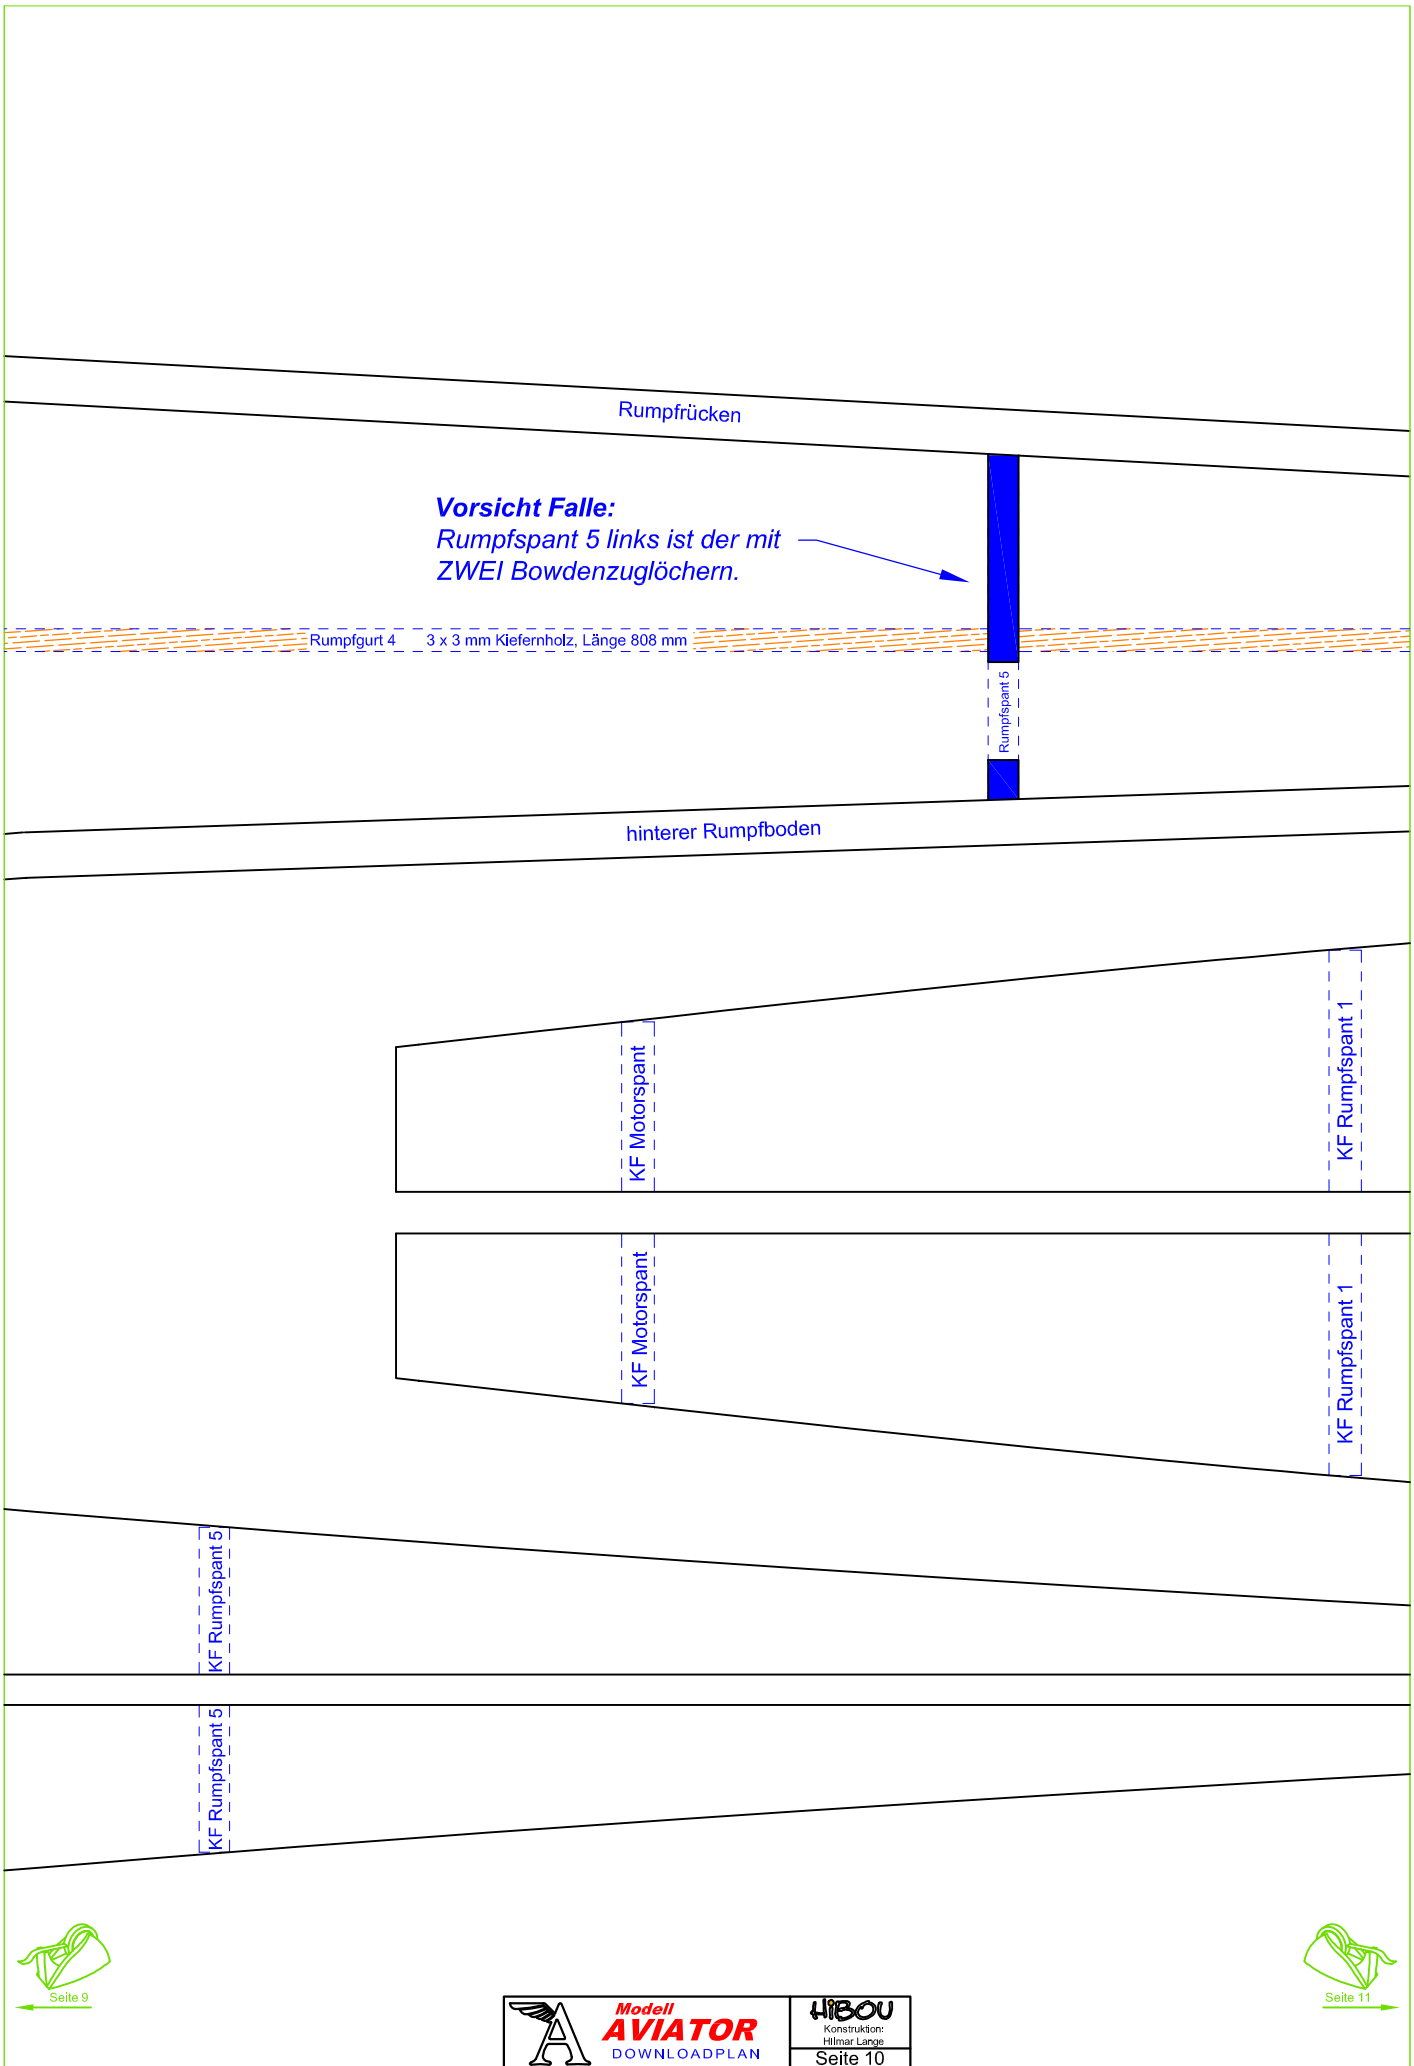 Rumpfrücken
Vorsicht Falle:
Rumpfspant 5 links ist der mit
ZWEI Bowdenzuglöchern.
Rumpfgurt 4 3 x 3 mm Kiefernholz, Länge 808 mm
Rumpfspant 5
hinterer Rumpfboden
KF Motorspant
KF Rumpfspant 1
KF Motorspant
KF Rumpfspant 1
KF Rumpfspant 5
KF Rumpfspant 5
Seite 9
Seite 11
A
Modell
AVIATOR
DOWNLOADPLAN
HIBOU
Konstruktion:
Hilmar Lange
Seite 10